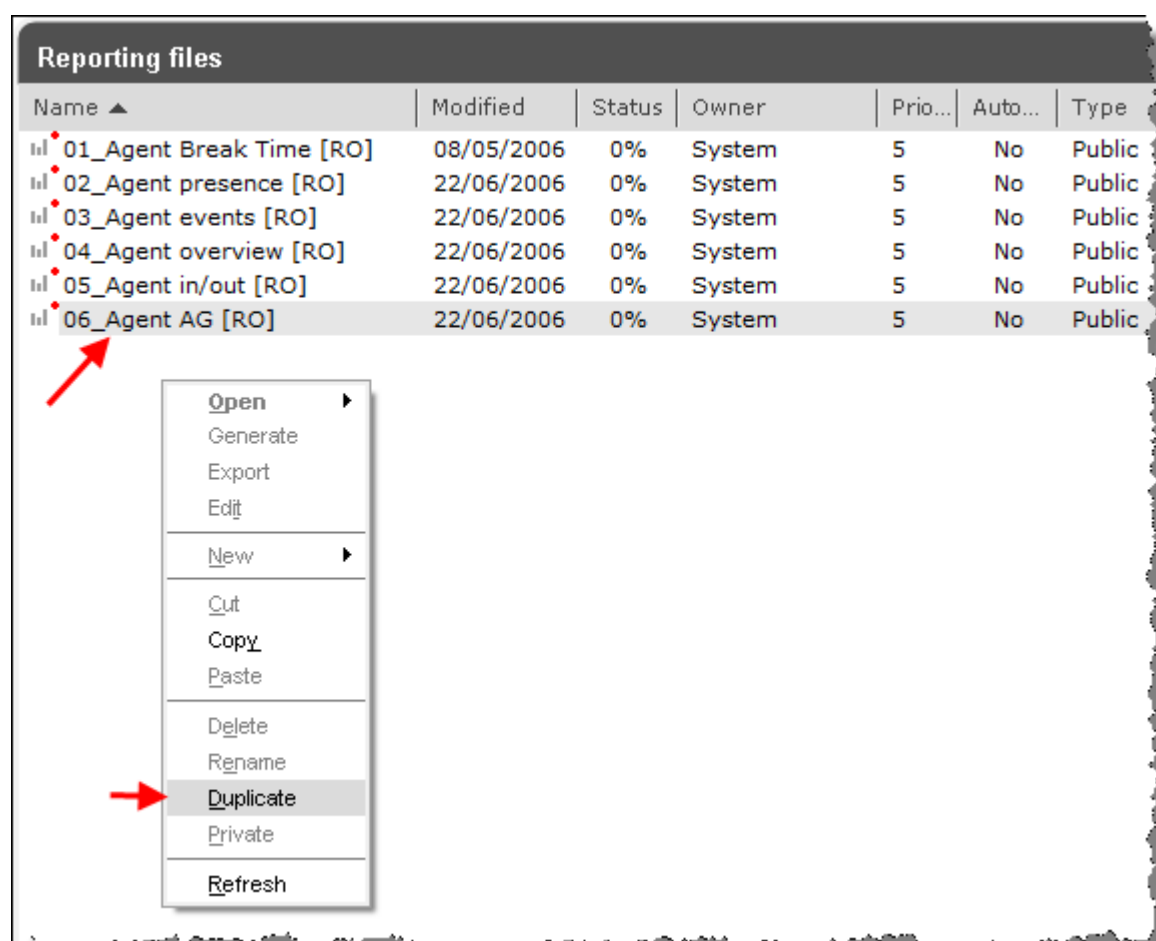 Reporting files
Name Modified Status Owner Prio... Auto... Type
01_Agent Break Time [RO] 08/05/2006 0% System 5 No Public
02_Agent presence [RO] 22/06/2006 0% System 5 No Public
03_Agent events [RO] 22/06/2006 0% System 5 No Public
04_Agent overview [RO] 22/06/2006 0% System 5 No Public
05_Agent in/out [RO] 22/06/2006 0% System 5 No Public
06_Agent AG [RO] 22/06/2006 0% System 5 No Public
Open
Generate
Export
Edit
New
Cut
Copy
Paste
Delete
Rename
Duplicate
Private
Refresh